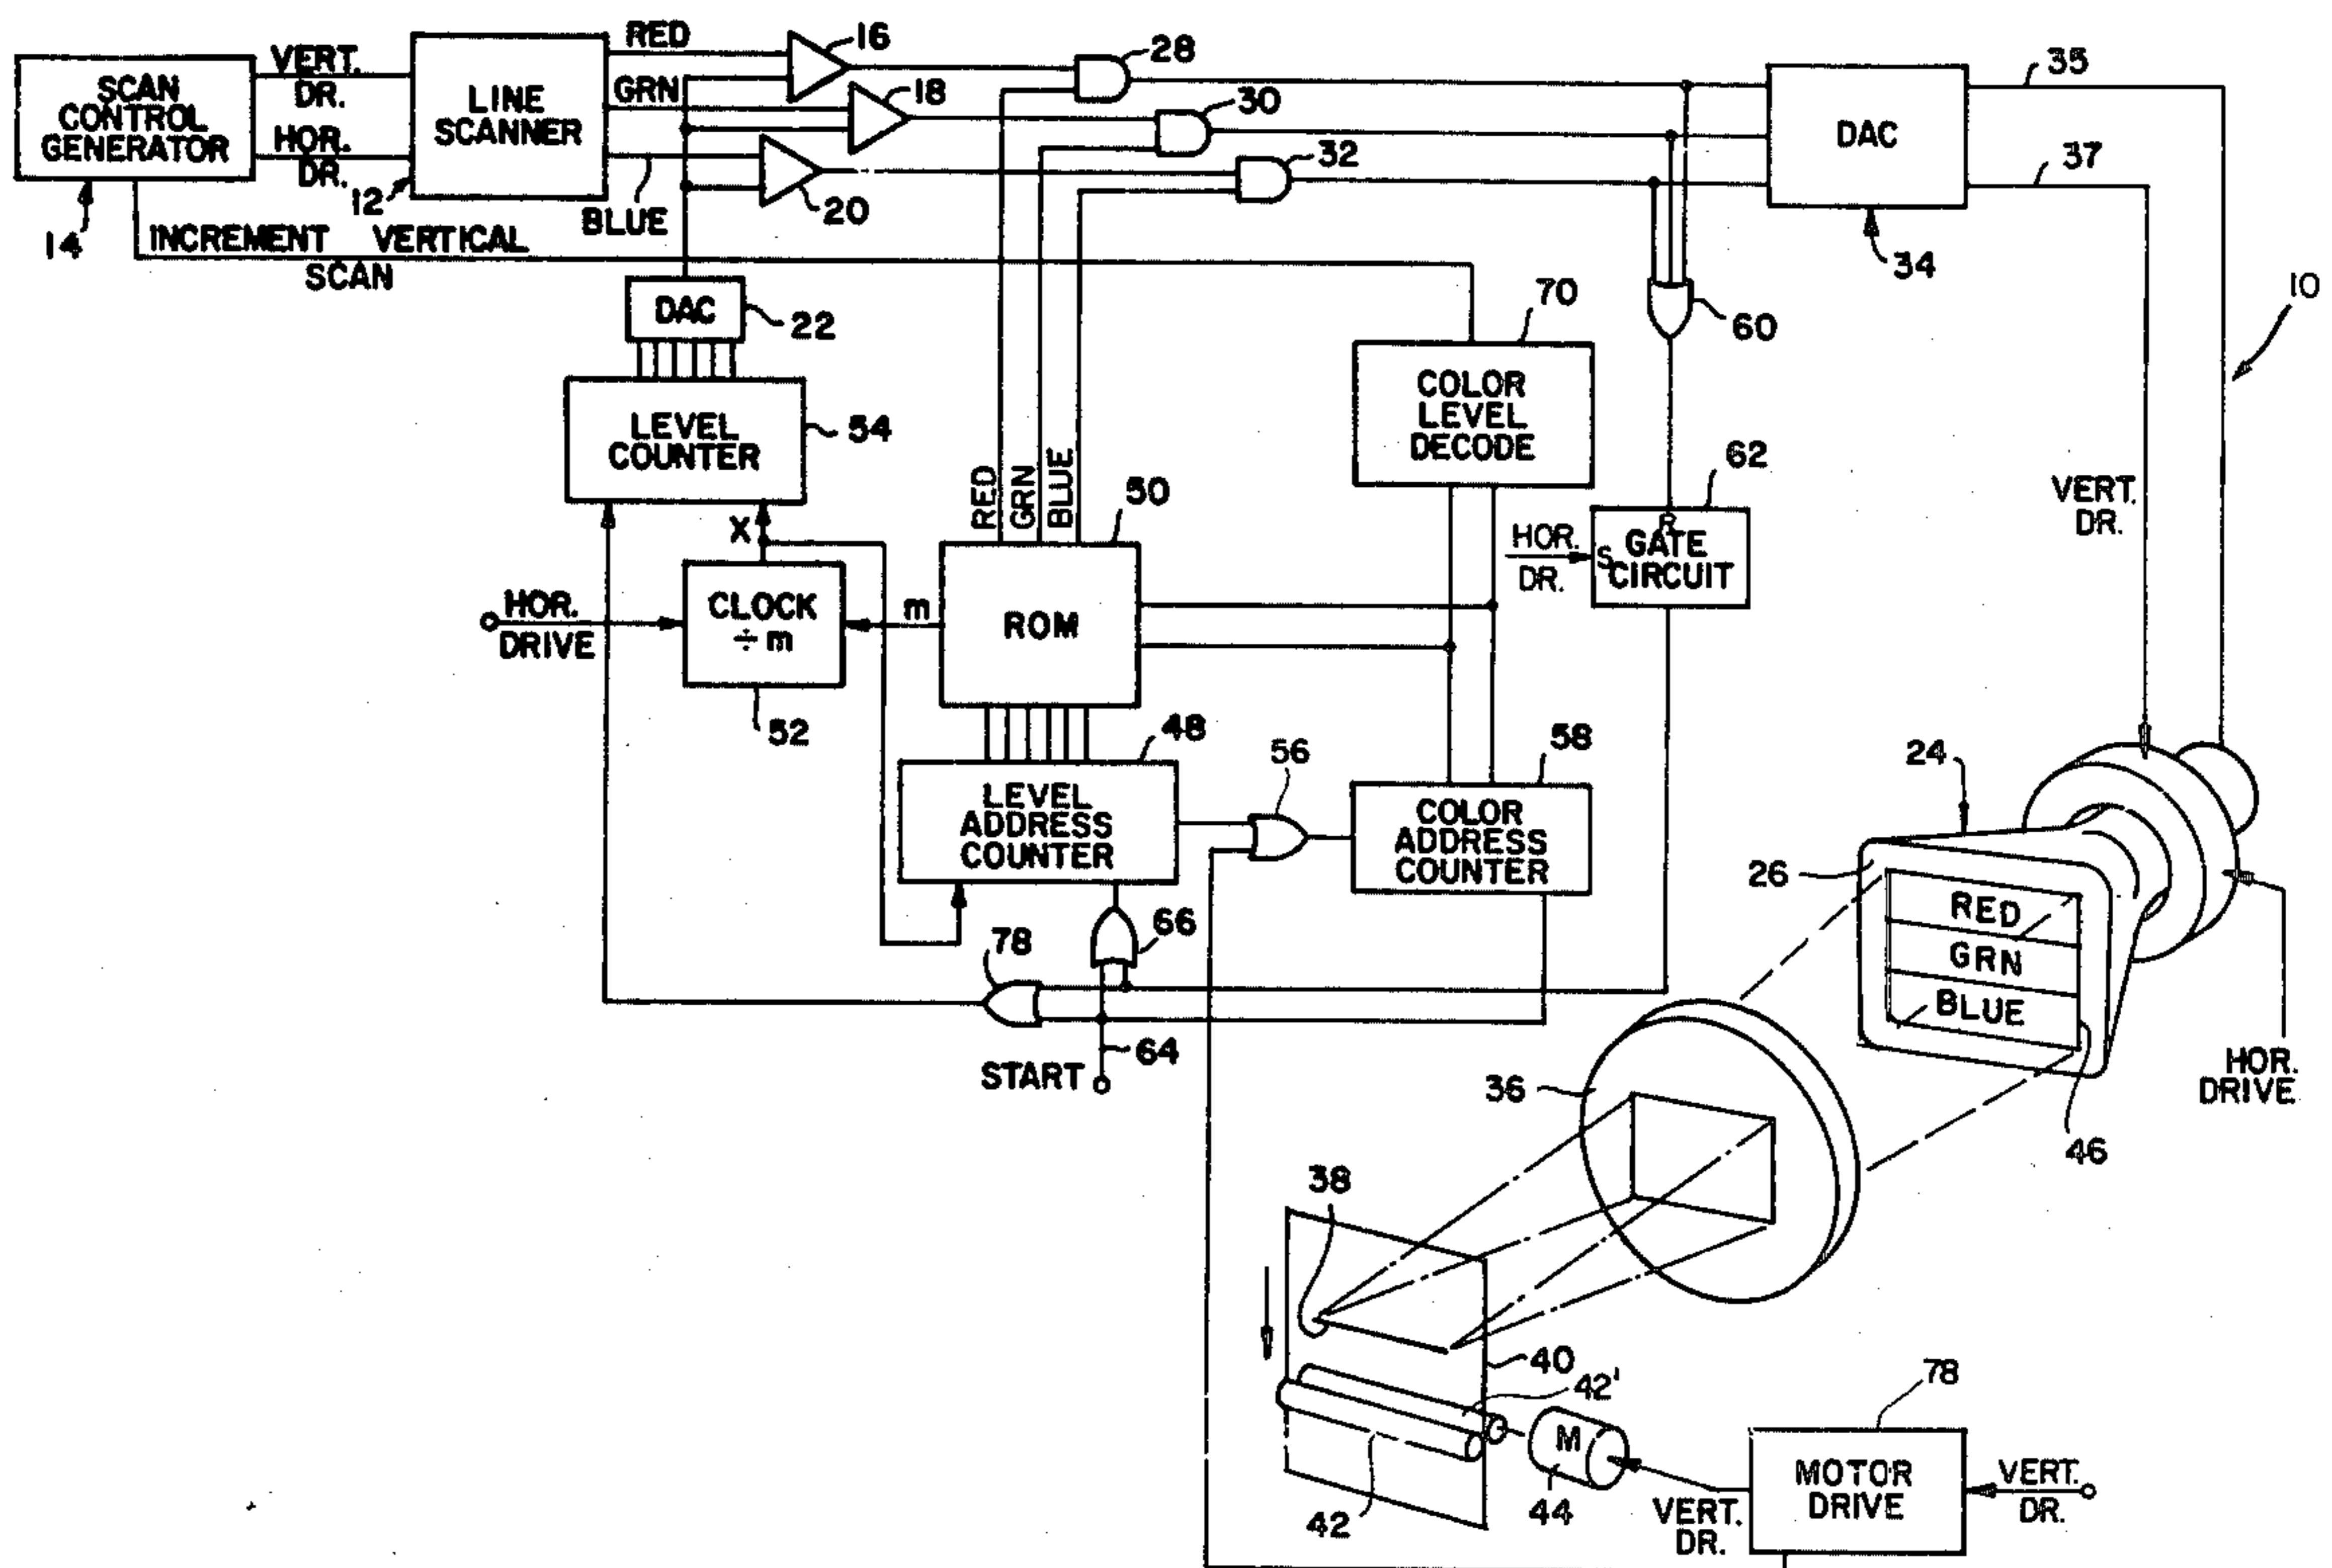 RED
16
28
35
SCAN
CONTROL
GENERATOR
VERT.
DR.
HOR.
DR.
LINE
SCANNER
GRN
18
30
DAC
32
37
14
12
BLUE
20
34
INCREMENT VERTICAL
SCAN
DAC
22
70
60
10
LEVEL
COUNTER
54
COLOR
LEVEL
DECODE
RED
GRN
BLUE
50
62
VERT.
DR.
X
HOR.
DR.
R
S
GATE
CIRCUIT
HOR.
DRIVE
CLOCK
÷ m
m
ROM
52
48
56
58
24
LEVEL
ADDRESS
COUNTER
COLOR
ADDRESS
COUNTER
26
RED
GRN
BLUE
78
66
START
64
36
HOR.
DRIVE
46
38
40
42'
78
M
MOTOR
DRIVE
VERT.
DR.
42
44
VERT.
DR.